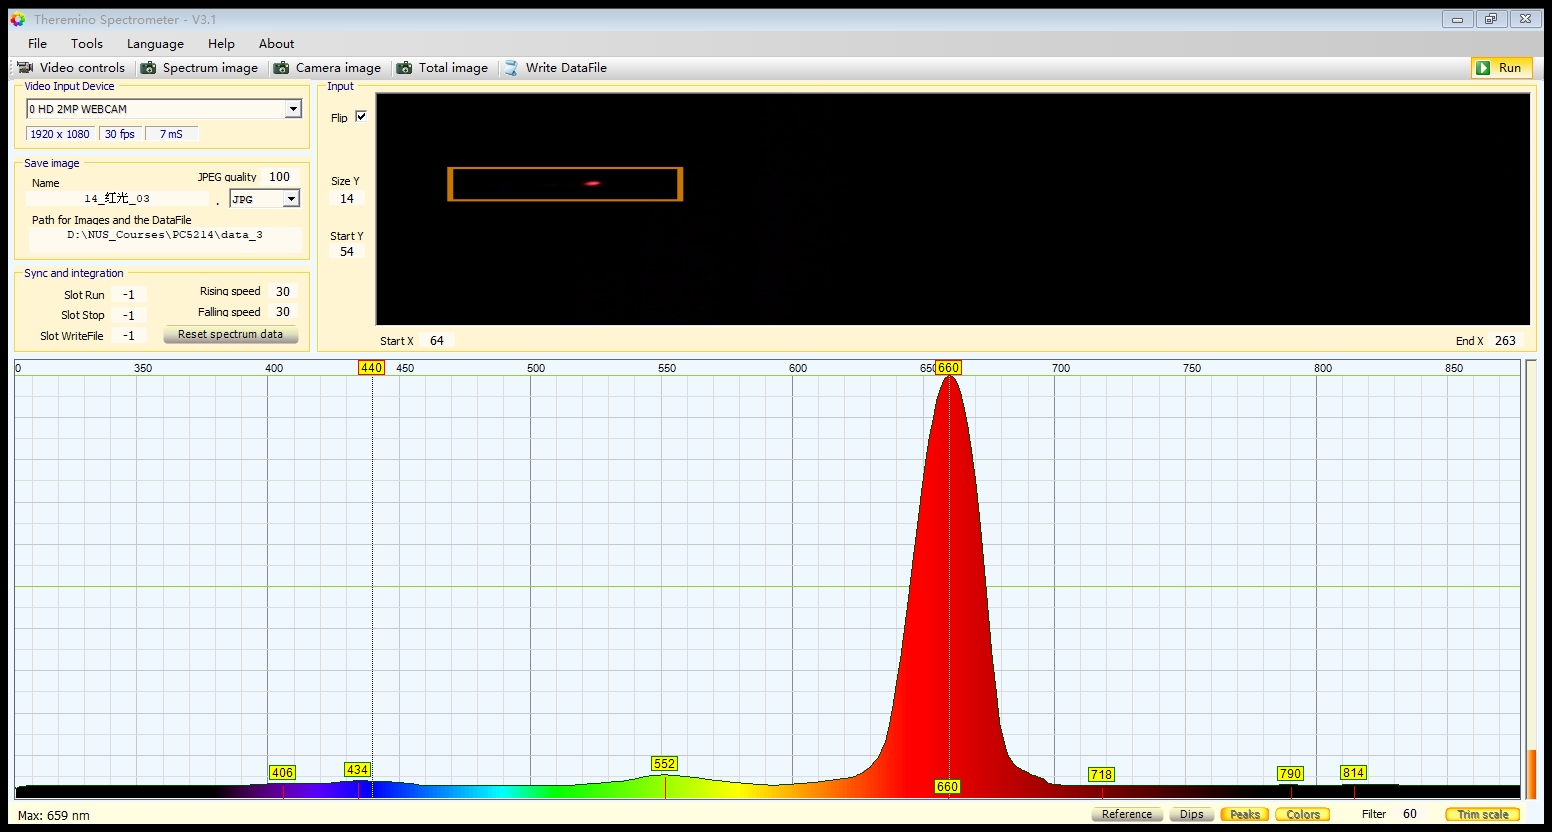 Theremino Spectrometer - V3.1
File Tools Language Help About
Video controls Spectrum image Camera image Total image Write DataFile Run
Video Input Device
0 HD 2MP WEBCAM
1920 x 1080 30 fps 7 mS
Save image
Name JPEG quality 100
14_红光_03 . JPG
Path for Images and the DataFile
D:\NUS_Courses\PC5214\data_3
Sync and integration
Slot Run -1 Rising speed 30
Slot Stop -1 Falling speed 30
Slot WriteFile -1 Reset spectrum data
Input
Flip
Size Y
14
Start Y
54
Start X 64 End X 263
0 350 400 440 450 500 550 600 650 660 700 750 800 850
406 434 552 660 718 790 814
Max: 659 nm Reference Dips Peaks Colors Filter 60 Trim scale